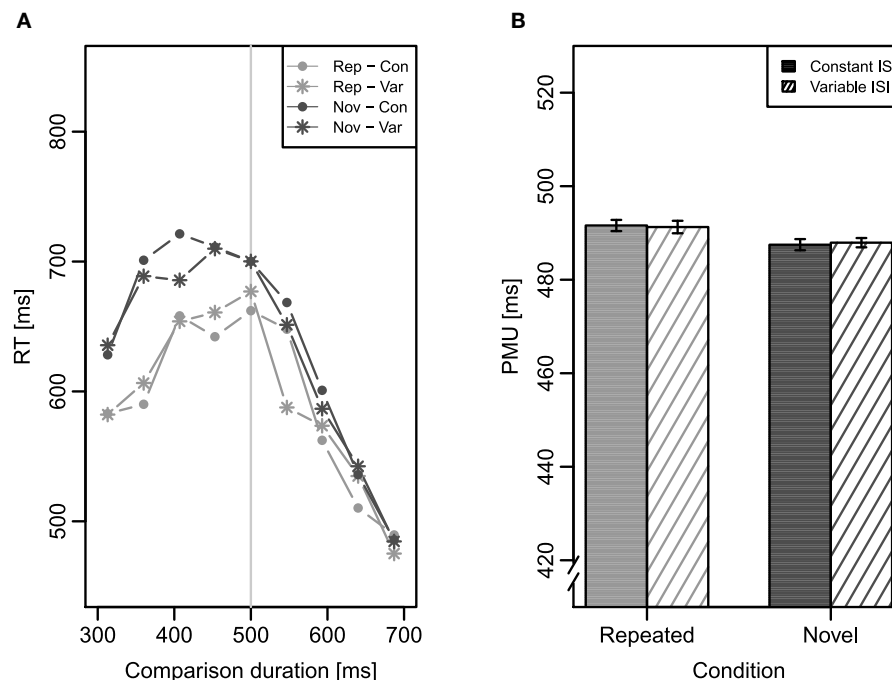 A
RT [ms]
800
700
600
500
Rep – Con
Rep – Var
Nov – Con
Nov – Var
300 400 500 600 700
Comparison duration [ms]
B
PMU [ms]
520
500
480
460
440
420
Constant IS
Variable ISI
Repeated Novel
Condition